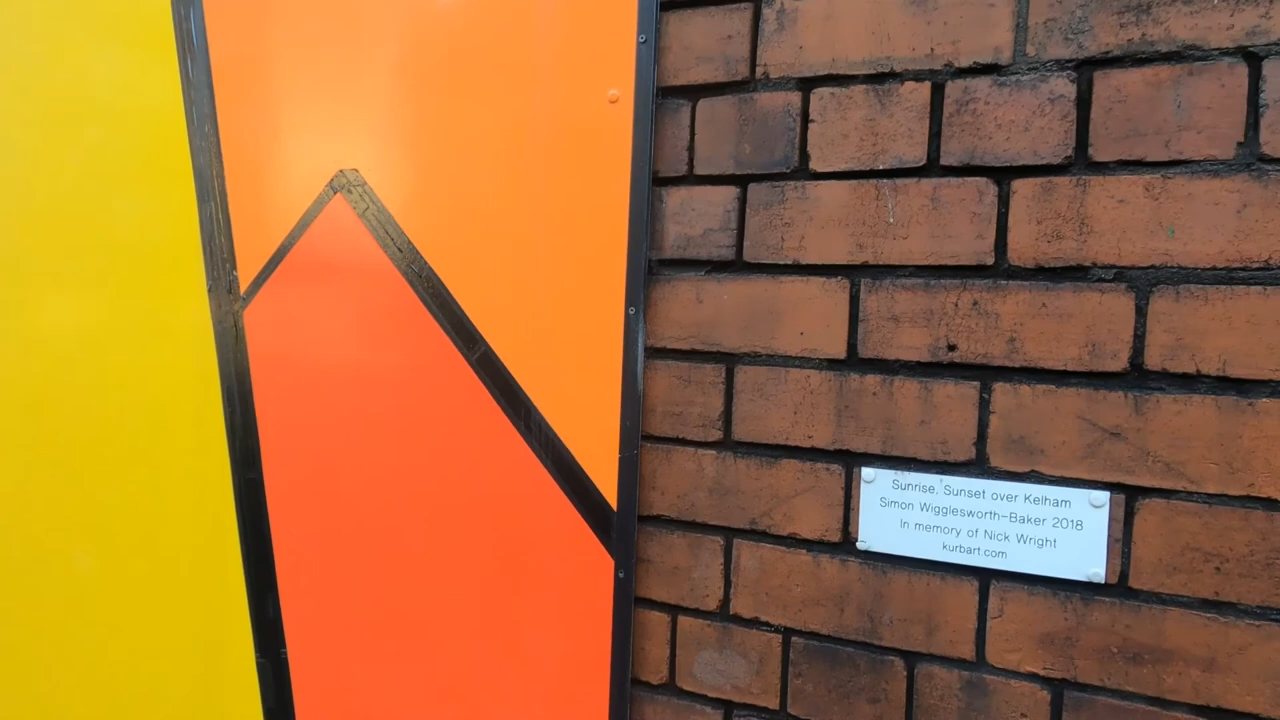 Sunrise, Sunset over Kelham
Simon Wigglesworth-Baker 2018
In memory of Nick Wright
kurbart.com